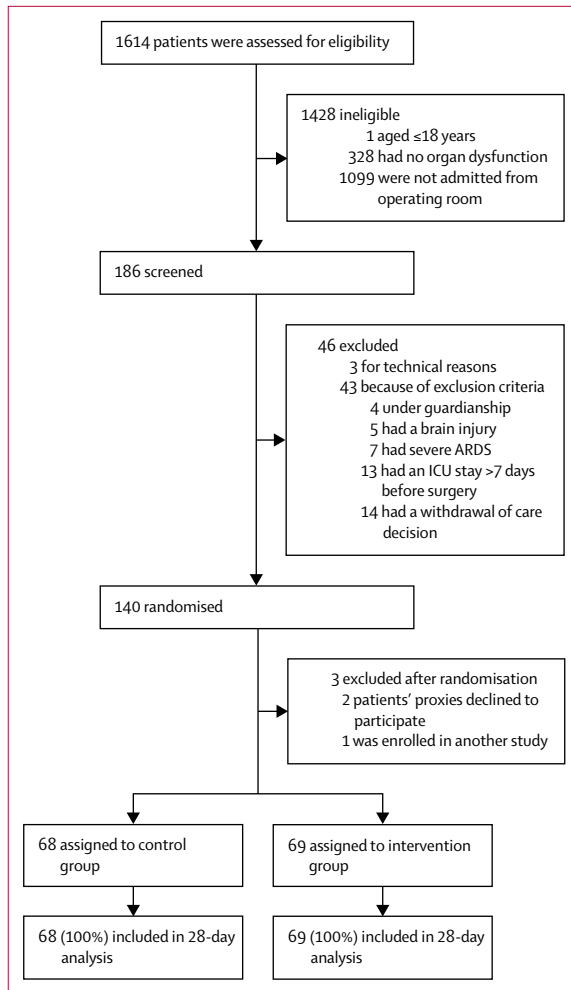 1614 patients were assessed for eligibility
1428 ineligible
1 aged ≤18 years
328 had no organ dysfunction
1099 were not admitted from
operating room
186 screened
46 excluded
3 for technical reasons
43 because of exclusion criteria
4 under guardianship
5 had a brain injury
7 had severe ARDS
13 had an ICU stay >7 days
before surgery
14 had a withdrawal of care
decision
140 randomised
3 excluded after randomisation
2 patients’ proxies declined to
participate
1 was enrolled in another study
68 assigned to control
group
69 assigned to intervention
group
68 (100%) included in 28-day
analysis
69 (100%) included in 28-day
analysis